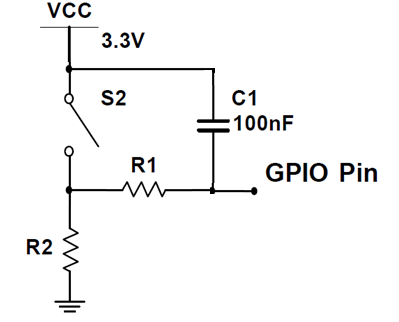 VCC
3.3V
S2
C1
100nF
R1
GPIO Pin
R2